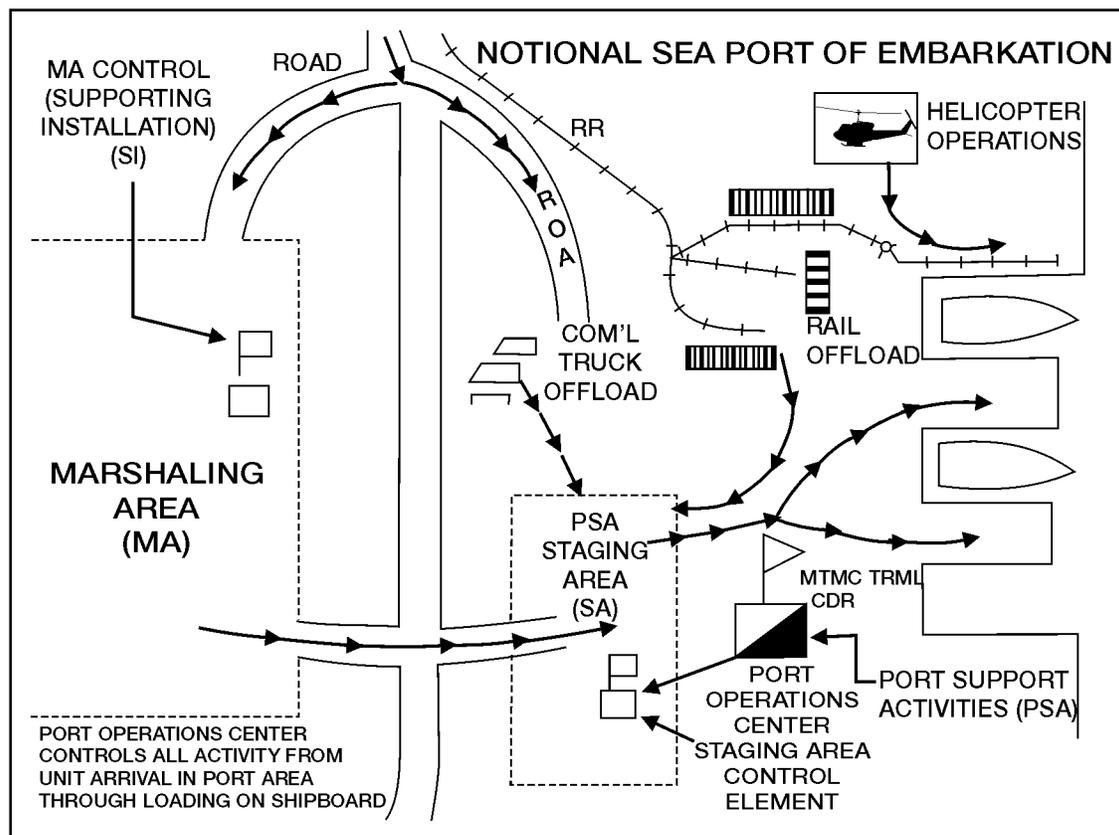 NOTIONAL SEA PORT OF EMBARKATION
MA CONTROL
(SUPPORTING
INSTALLATION)
(SI)
ROAD
RR
HELICOPTER
OPERATIONS
ROA
RAIL
OFFLOAD
COM'L
TRUCK
OFFLOAD
MARSHALING
AREA
(MA)
PSA
STAGING
AREA
(SA)
MTMC TRML
CDR
PORT
OPERATIONS
CENTER
STAGING AREA
CONTROL
ELEMENT
PORT SUPPORT
ACTIVITIES (PSA)
PORT OPERATIONS CENTER
CONTROLS ALL ACTIVITY FROM
UNIT ARRIVAL IN PORT AREA
THROUGH LOADING ON SHIPBOARD